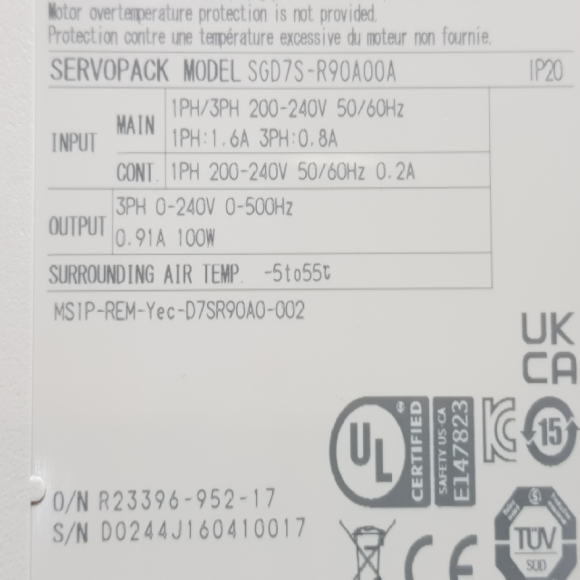 Motor overtemperature protection is not provided.
Protection contre une température excessive du moteur non fournie.
SERVOPACK MODEL SGD7S-R90A00A IP20
INPUT MAIN 1PH/3PH 200-240V 50/60Hz
1PH:1.6A 3PH:0.8A
CONT. 1PH 200-240V 50/60Hz 0.2A
OUTPUT 3PH 0-240V 0-500Hz
0.91A 100W
SURROUNDING AIR TEMP. -5to55℃
MSIP-REM-Yec-D7SR90A0-002
UK
CA
UL CERTIFIED SAFETY US-CA E147823
15
O/N R23396-952-17
S/N D0244J160410017
CE
TÜV
SÜD